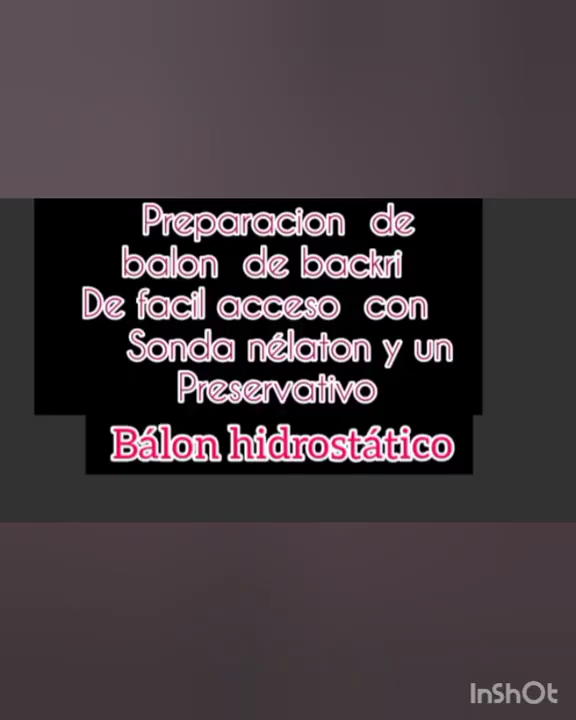 Preparacion de
balon de backri
De facil acceso con
Sonda nélaton y un
Preservativo
Bálon hidrostático
InShOt